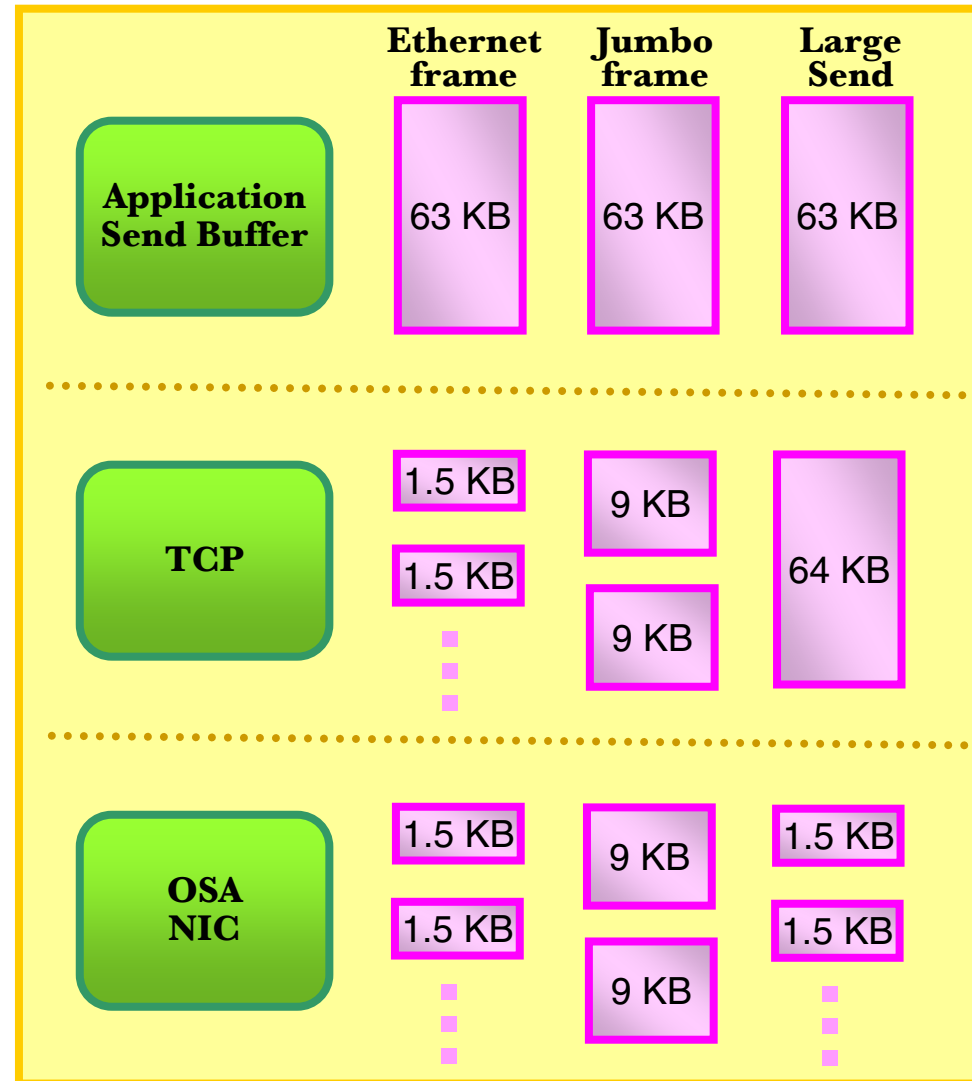 Ethernet frame
Jumbo frame
Large Send
Application
Send Buffer
63 KB
63 KB
63 KB
TCP
1.5 KB
1.5 KB
9 KB
9 KB
64 KB
OSA
NIC
1.5 KB
1.5 KB
9 KB
9 KB
1.5 KB
1.5 KB